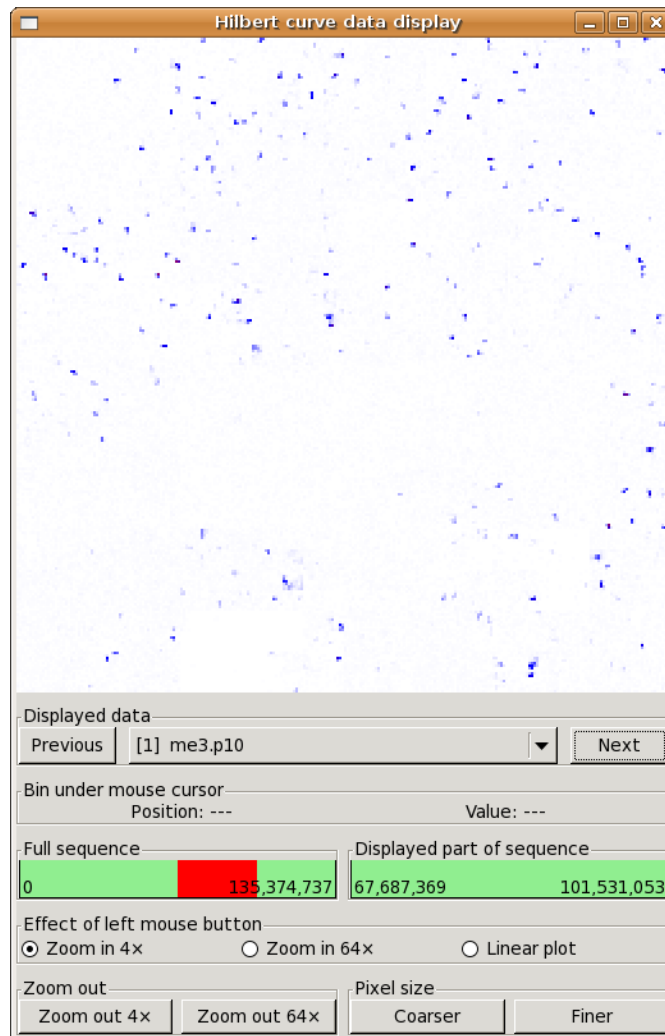 Hilbert curve data display
Displayed data
Previous [1] me3.p10 Next
Bin under mouse cursor
Position: --- Value: ---
Full sequence Displayed part of sequence
0 135,374,737 67,687,369 101,531,053
Effect of left mouse button
Zoom in 4× Zoom in 64× Linear plot
Zoom out Pixel size
Zoom out 4× Zoom out 64× Coarser Finer